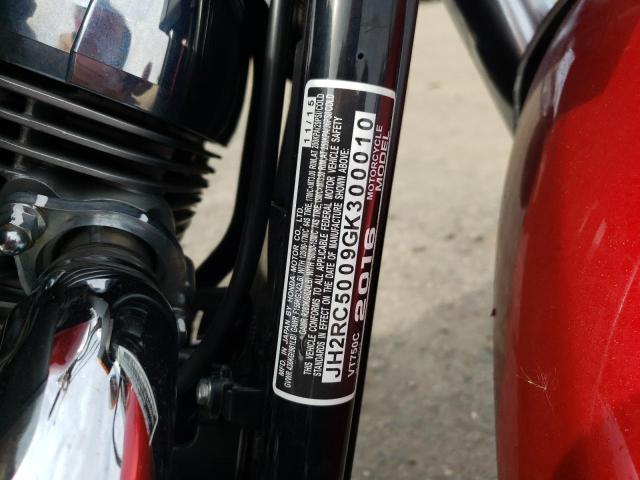 MFD. IN JAPAN BY HONDA MOTOR CO., LTD. 11/15
THIS VEHICLE CONFORMS TO ALL APPLICABLE FEDERAL MOTOR VEHICLE SAFETY
STANDARDS IN EFFECT ON THE DATE OF MANUFACTURE SHOWN ABOVE:
JH2RC5009GK300010
VT750C 2016 MOTORCYCLE
MODEL